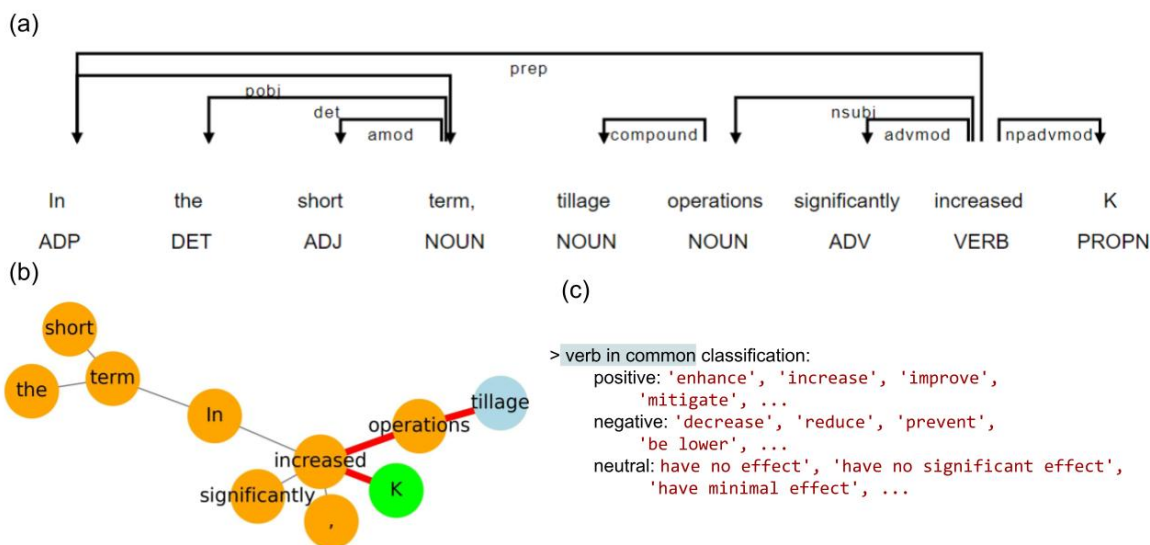 (a)
prep
pobj
nsubj
det
amod
compound
advmod
npadvmod
In the short term, tillage operations significantly increased K
ADP DET ADJ NOUN NOUN NOUN ADV VERB PROPN
(b)
short
the
term
In
tillage
operations
increased
significantly
K
,
(c)
> verb in common classification:
positive: 'enhance', 'increase', 'improve',
'mitigate', ...
negative: 'decrease', 'reduce', 'prevent',
'be lower', ...
neutral: have no effect', 'have no significant effect',
'have minimal effect', ...